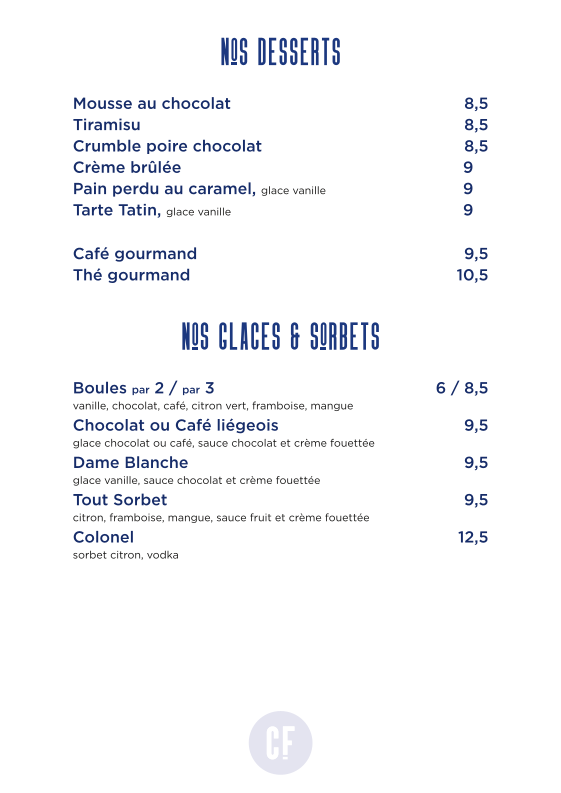 NOS DESSERTS
Mousse au chocolat 8,5
Tiramisu 8,5
Crumble poire chocolat 8,5
Crème brûlée 9
Pain perdu au caramel, glace vanille 9
Tarte Tatin, glace vanille 9
Café gourmand 9,5
Thé gourmand 10,5
NOS GLACES & SORBETS
Boules par 2 / par 3 6 / 8,5
vanille, chocolat, café, citron vert, framboise, mangue
Chocolat ou Café liégeois 9,5
glace chocolat ou café, sauce chocolat et crème fouettée
Dame Blanche 9,5
glace vanille, sauce chocolat et crème fouettée
Tout Sorbet 9,5
citron, framboise, mangue, sauce fruit et crème fouettée
Colonel 12,5
sorbet citron, vodka
CF